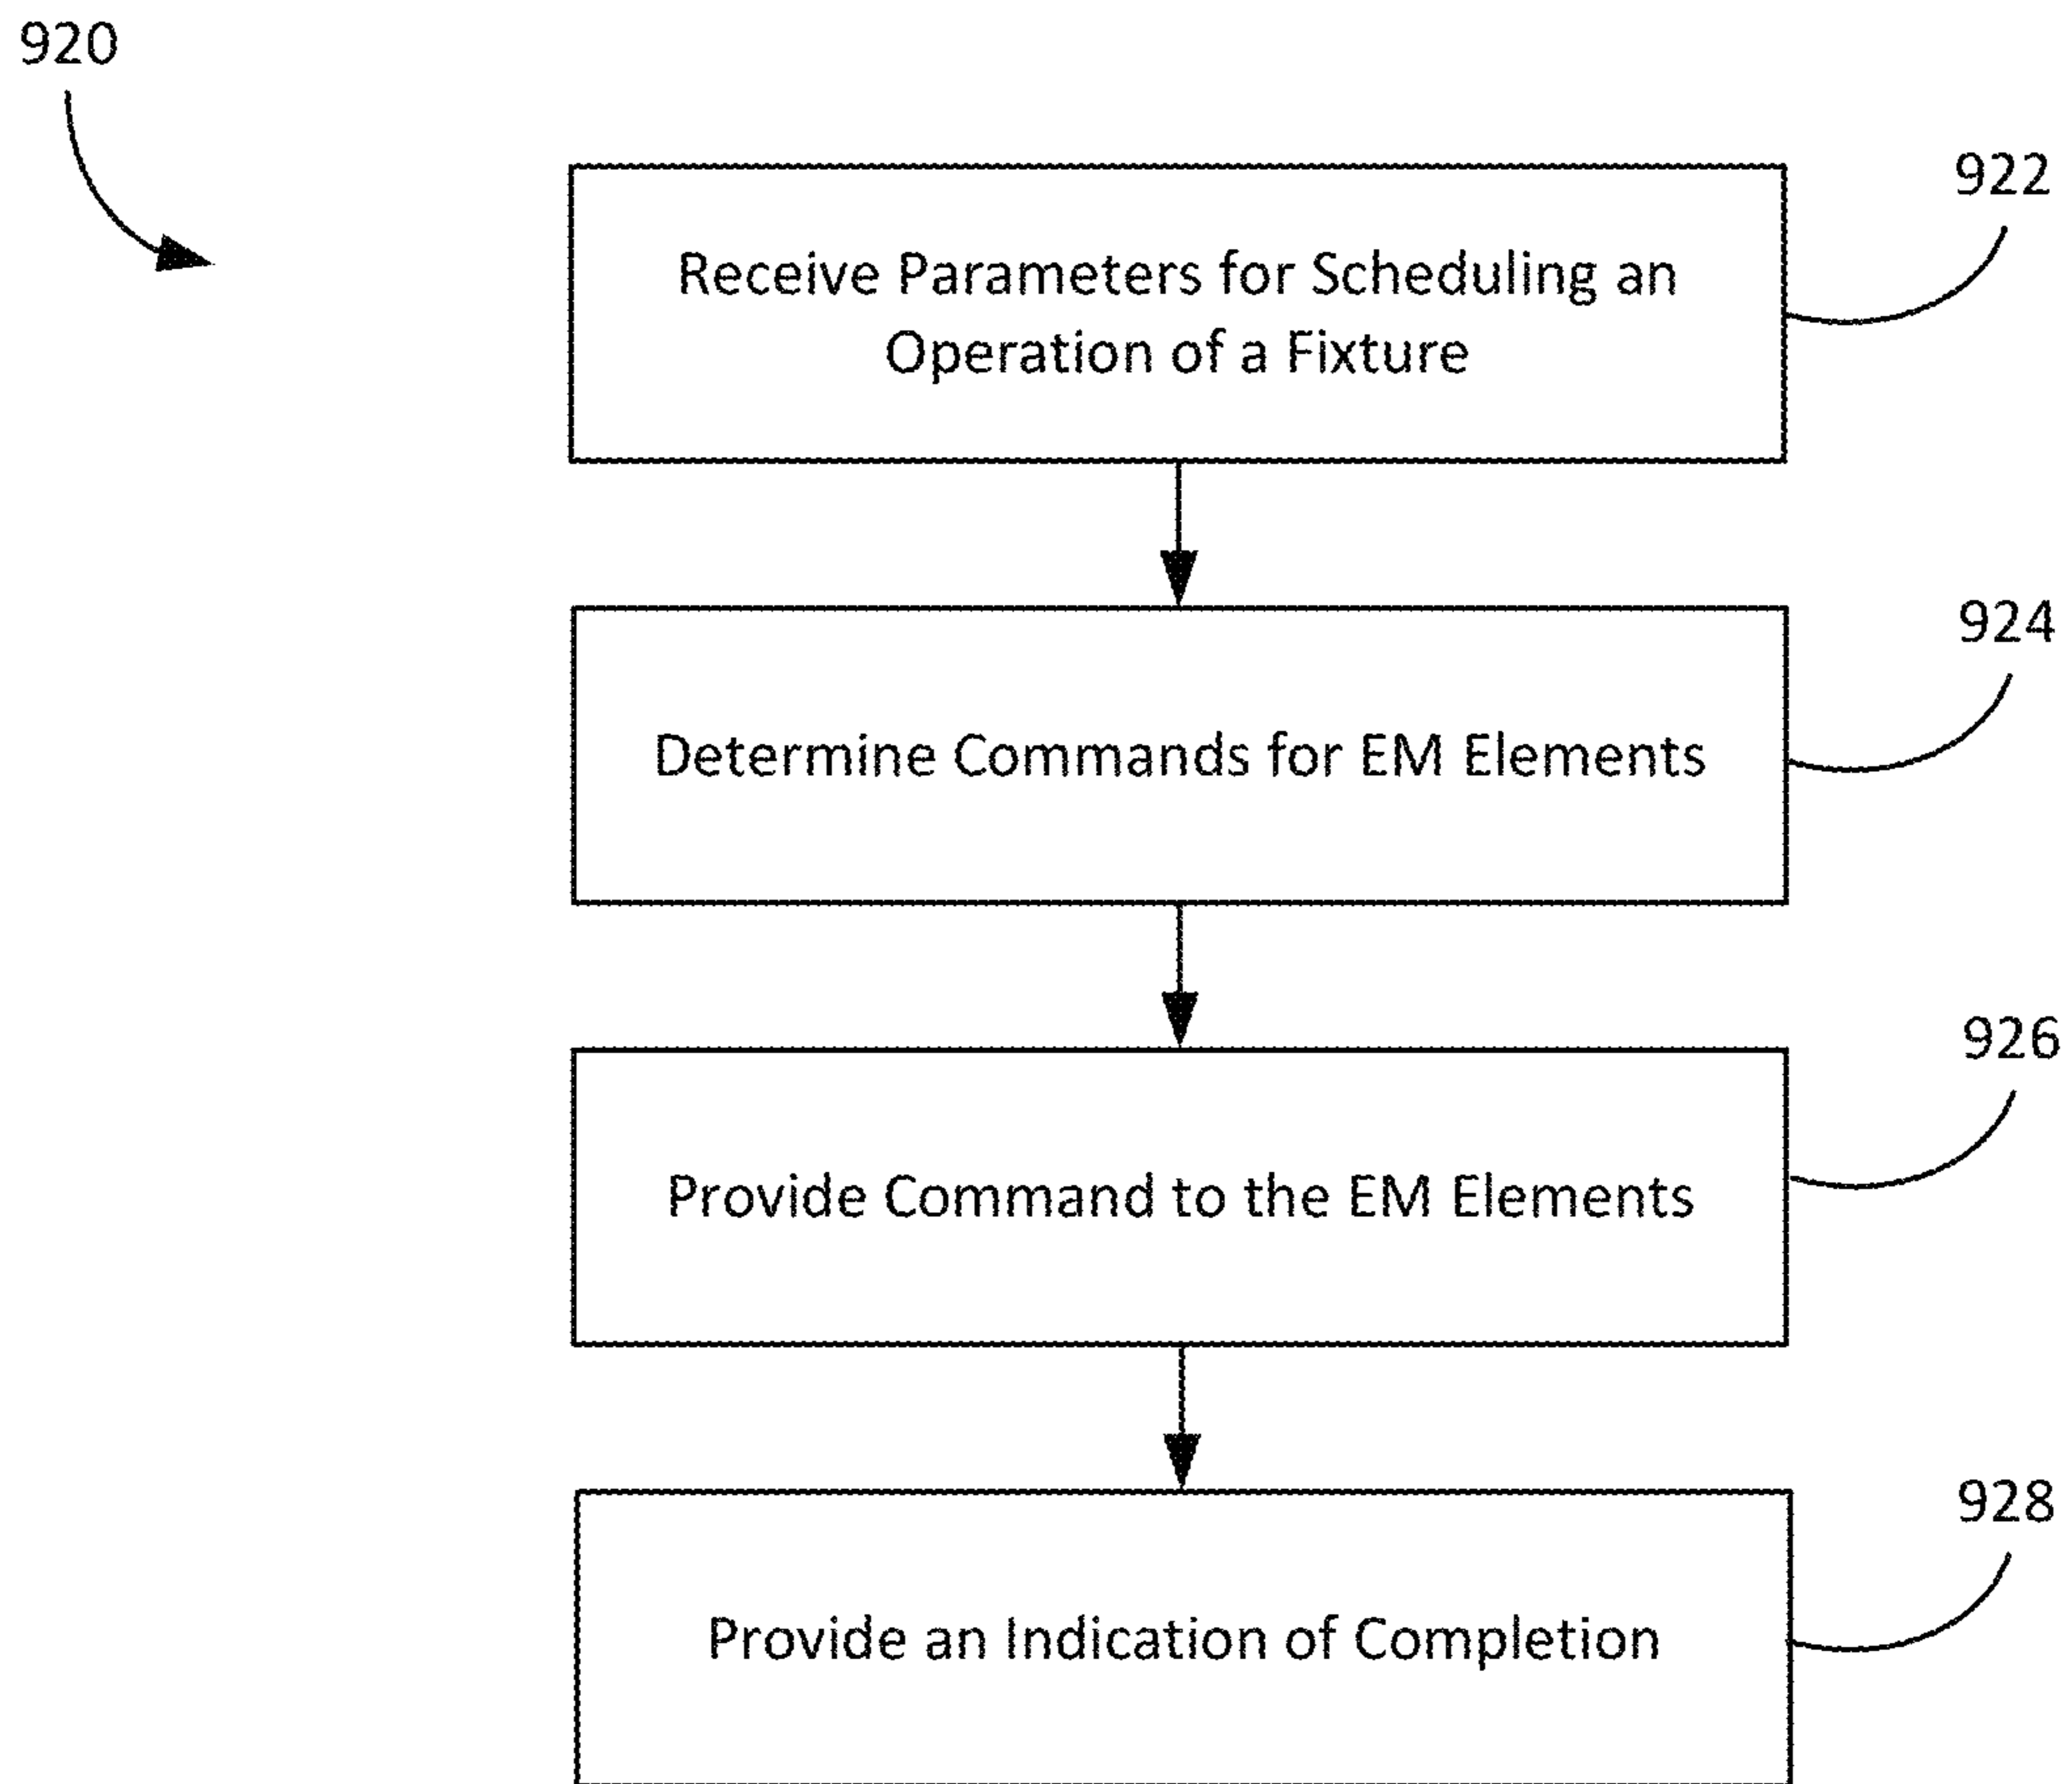 920
922
Receive Parameters for Scheduling an
Operation of a Fixture
924
Determine Commands for EM Elements
926
Provide Command to the EM Elements
928
Provide an Indication of Completion